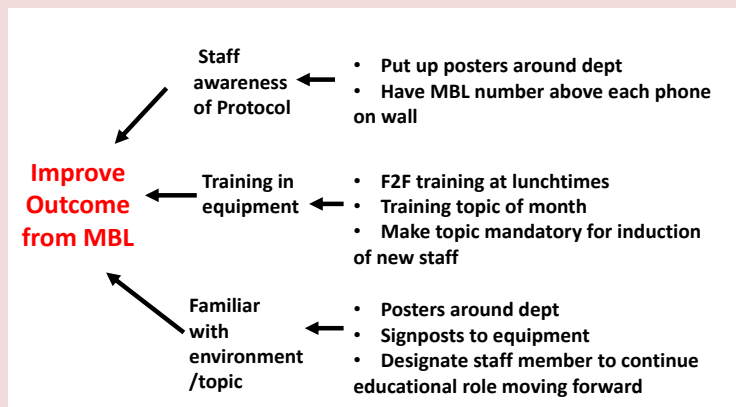 Improve
Outcome
from MBL
Staff
awareness
of Protocol
• Put up posters around dept
• Have MBL number above each phone
on wall
Training in
equipment
• F2F training at lunchtimes
• Training topic of month
• Make topic mandatory for induction
of new staff
Familiar
with
environment
/topic
• Posters around dept
• Signposts to equipment
• Designate staff member to continue
educational role moving forward